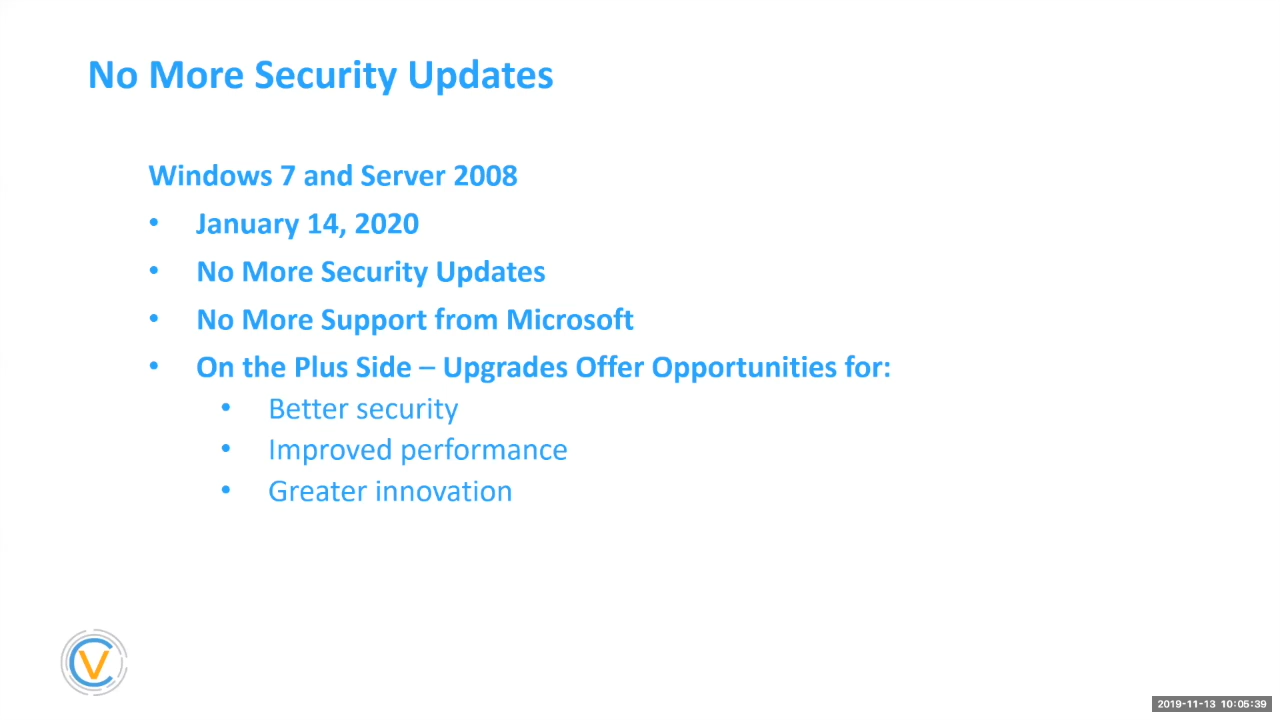 No More Security Updates
Windows 7 and Server 2008
• January 14, 2020
• No More Security Updates
• No More Support from Microsoft
• On the Plus Side – Upgrades Offer Opportunities for:
• Better security
• Improved performance
• Greater innovation
CV
2019-11-13 10:05:39